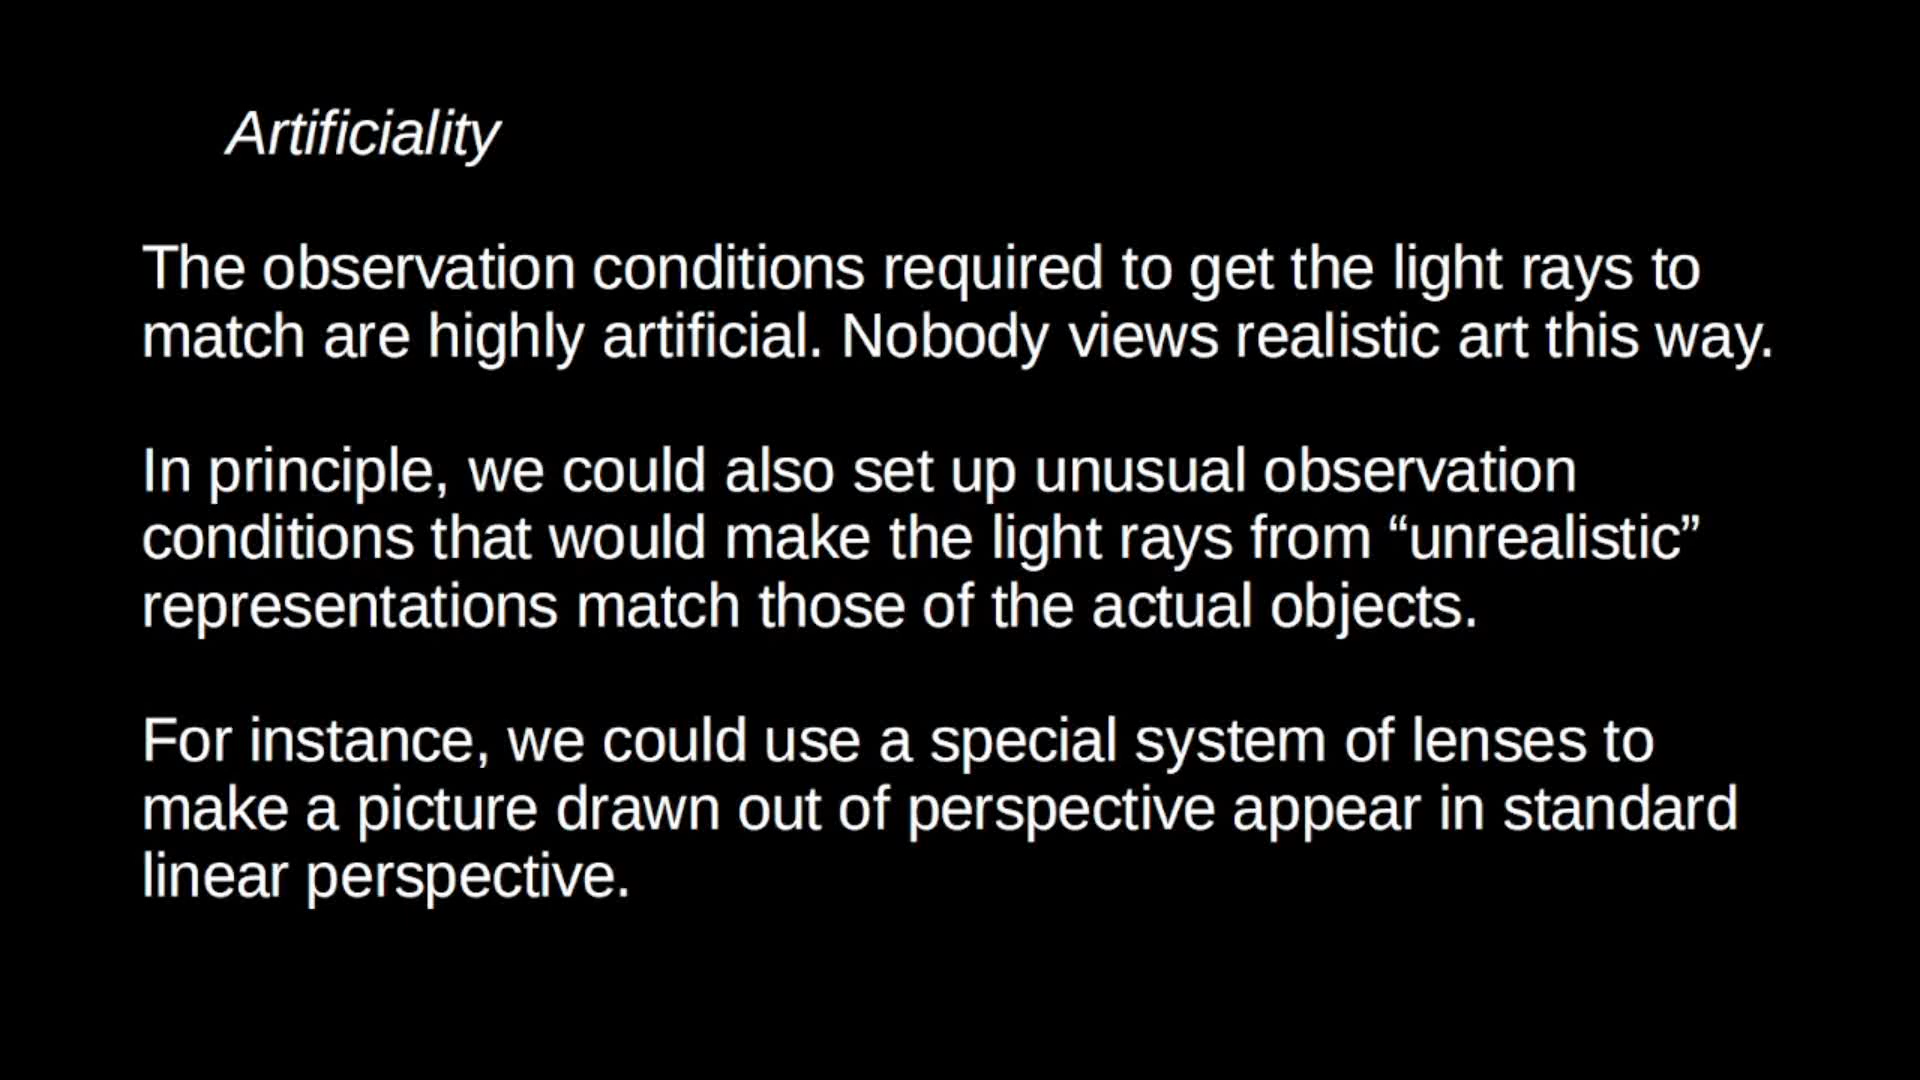 Artificiality
The observation conditions required to get the light rays to
match are highly artificial. Nobody views realistic art this way.
In principle, we could also set up unusual observation
conditions that would make the light rays from “unrealistic”
representations match those of the actual objects.
For instance, we could use a special system of lenses to
make a picture drawn out of perspective appear in standard
linear perspective.